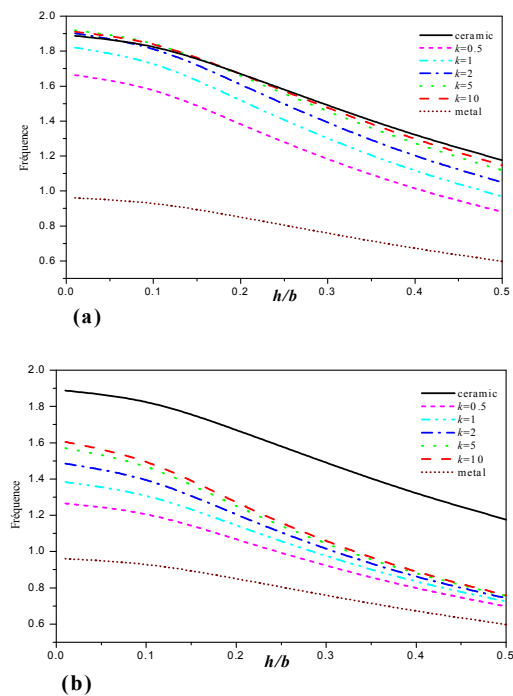 2.0
1.8
1.6
1.4
1.2
1.0
0.8
0.6
Fréquence
ceramic
k=0.5
k=1
k=2
k=5
k=10
metal
0.0 0.1 0.2 0.3 0.4 0.5
h/b
(a)
2.0
1.8
1.6
1.4
1.2
1.0
0.8
0.6
Fréquence
ceramic
k=0.5
k=1
k=2
k=5
k=10
metal
0.0 0.1 0.2 0.3 0.4 0.5
h/b
(b)